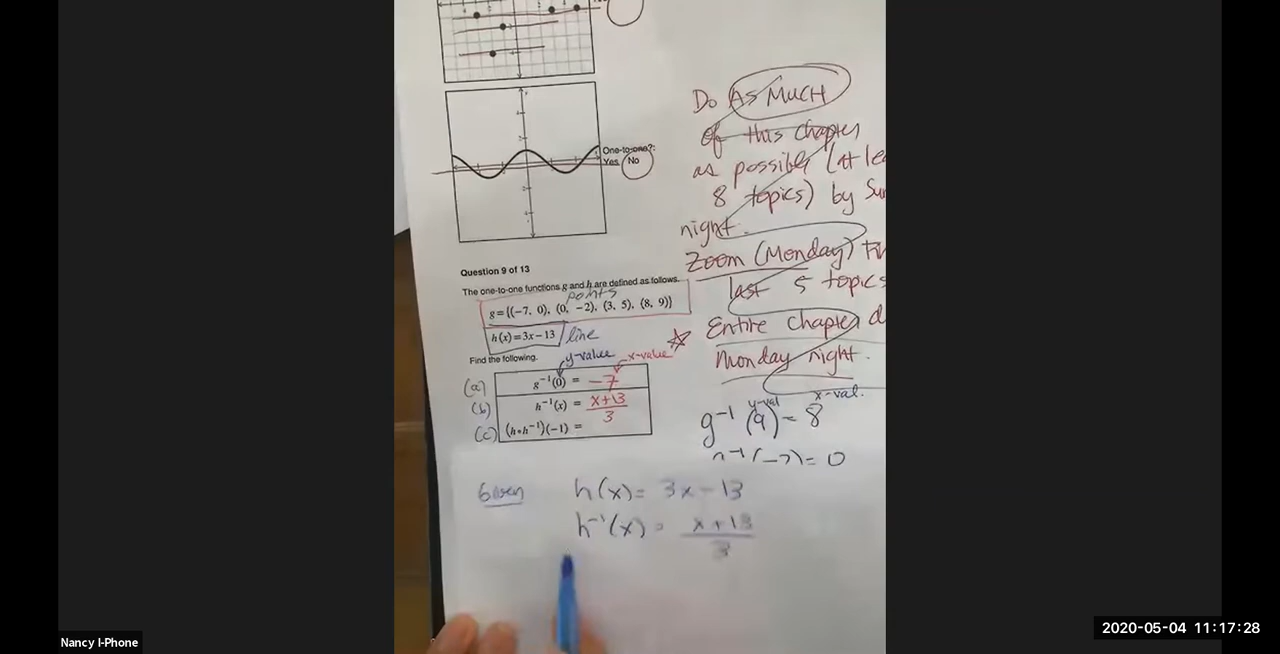 One-to-one?:
Yes No
Do As MucH
of this chapter
as possible (At le
8 topics) by Su
night.
Zoom (Monday)
last 5 topics
Entire Chapter d
Monday night.
Question 9 of 13
The one-to-one functions g and h are defined as follows.
points
g={(−7, 0), (0, −2), (3, 5), (8, 9)}
h(x)=3x−13 line
Find the following.
y-value x-value
(a) g⁻¹(0) = −7
(b) h⁻¹(x) = x+13
3
(c) (h∘h⁻¹)(−1) =
y-val x-val.
g⁻¹(9) = 8
(−2) = 0
Given h(x) = 3x − 13
h⁻¹(x) = x + 13
3
Nancy I-Phone
2020-05-04 11:17:28